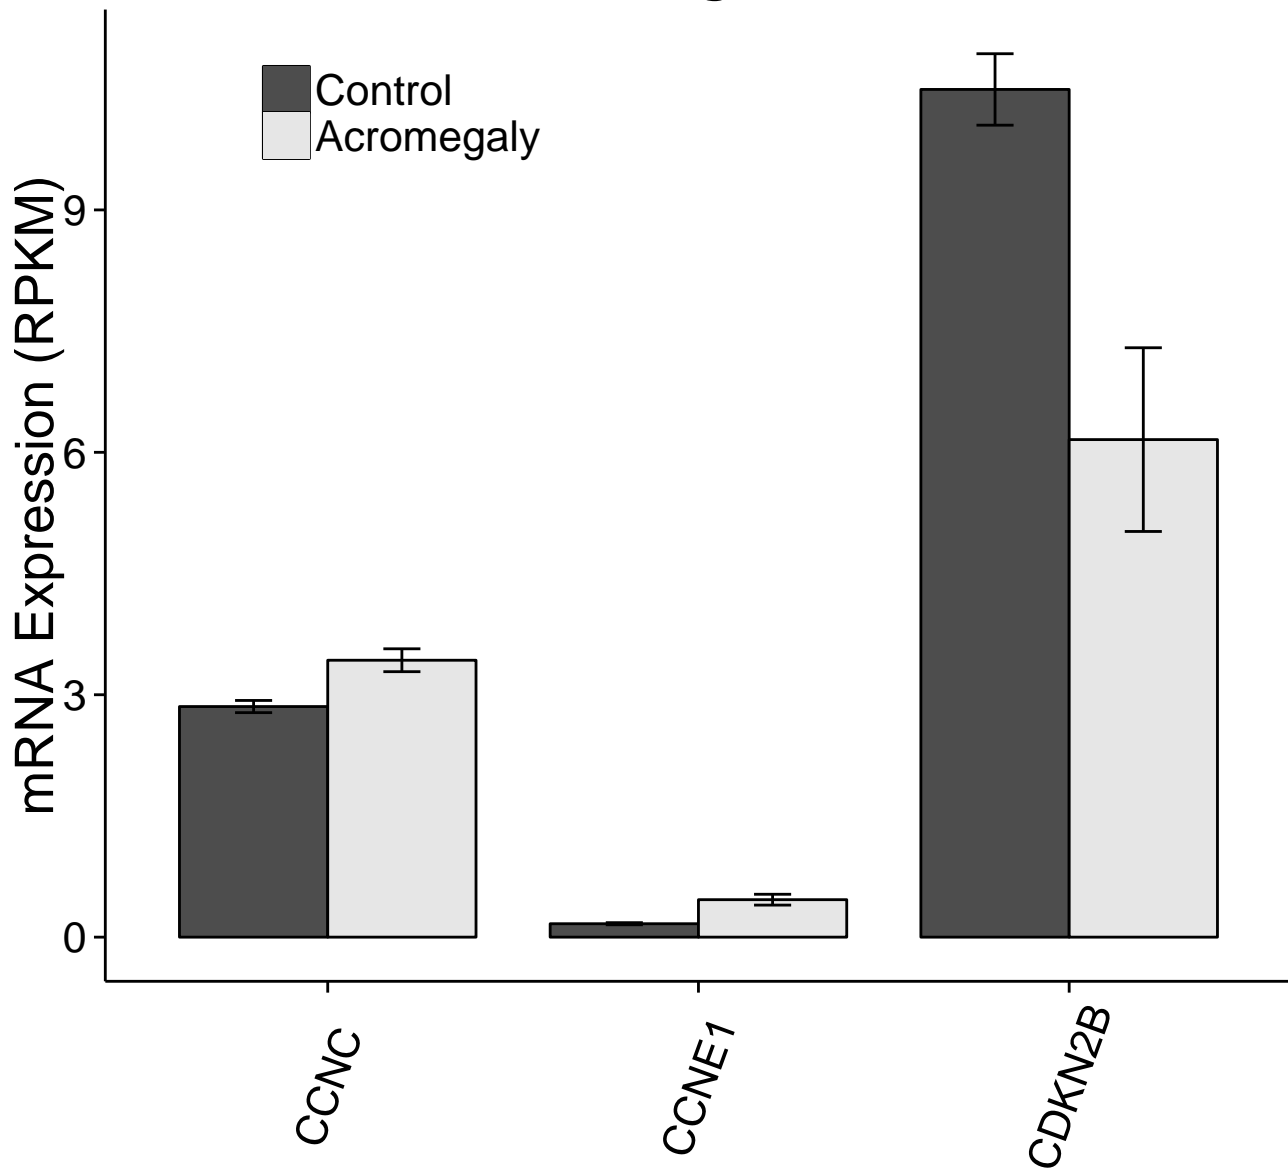 Control
Acromegaly
mRNA Expression (RPKM)
9
6
3
0
CCNC
CCNE1
CDKN2B